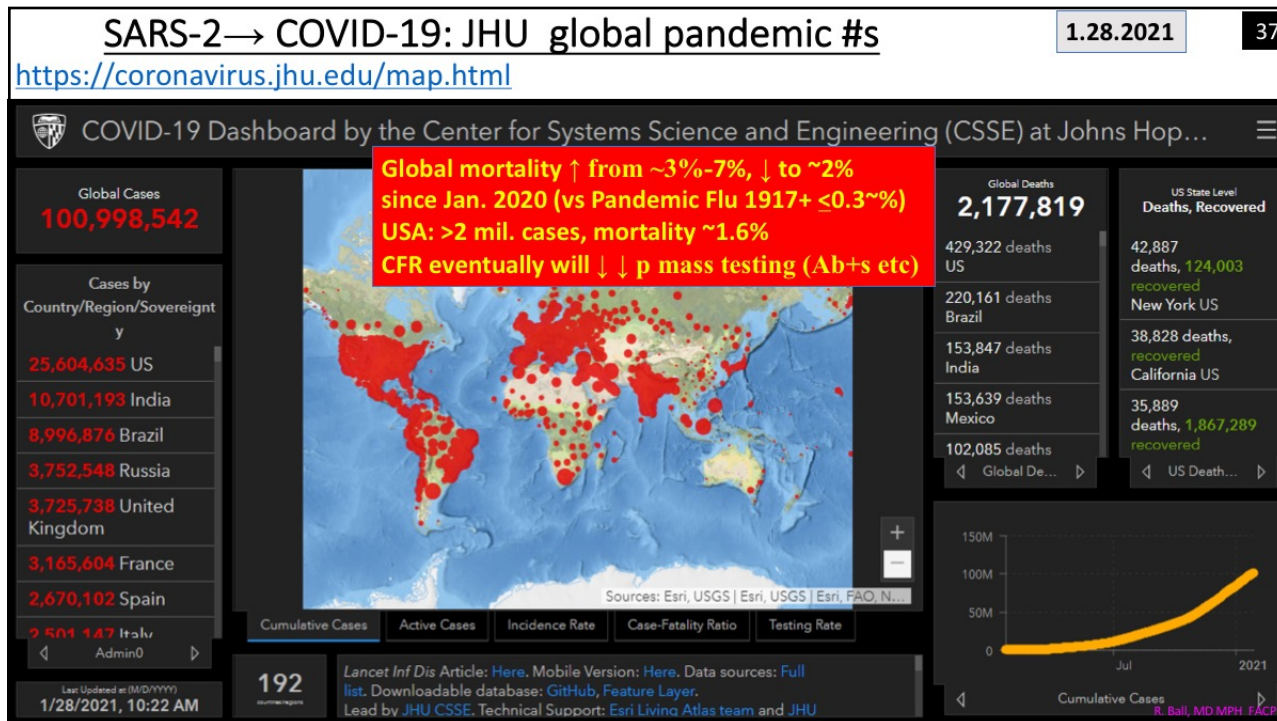 SARS-2→ COVID-19: JHU global pandemic #s
1.28.2021
37
https://coronavirus.jhu.edu/map.html
COVID-19 Dashboard by the Center for Systems Science and Engineering (CSSE) at Johns Hop...
Global mortality ↑ from ~3%-7%, ↓ to ~2%
since Jan. 2020 (vs Pandemic Flu 1917+ ≤0.3~%)
USA: >2 mil. cases, mortality ~1.6%
CFR eventually will ↓ ↓ p mass testing (Ab+s etc)
Global Cases
100,998,542
Cases by
Country/Region/Sovereignt
y
25,604,635 US
10,701,193 India
8,996,876 Brazil
3,752,548 Russia
3,725,738 United
Kingdom
3,165,604 France
2,670,102 Spain
2,501,147 Italy
Admin0
Last Updated at (M/D/YYYY)
1/28/2021, 10:22 AM
Sources: Esri, USGS | Esri, USGS | Esri, FAO, N...
Cumulative Cases
Active Cases
Incidence Rate
Case-Fatality Ratio
Testing Rate
192
countries/regions
Lancet Inf Dis Article: Here. Mobile Version: Here. Data sources: Full
list. Downloadable database: GitHub, Feature Layer.
Lead by JHU CSSE. Technical Support: Esri Living Atlas team and JHU
Global Deaths
2,177,819
429,322 deaths
US
220,161 deaths
Brazil
153,847 deaths
India
153,639 deaths
Mexico
102,085 deaths
Global De...
US State Level
Deaths, Recovered
42,887
deaths, 124,003
recovered
New York US
38,828 deaths,
recovered
California US
35,889
deaths, 1,867,289
recovered
US Death...
150M
100M
50M
0
Jul
2021
Cumulative Cases
R. Ball, MD MPH FACP